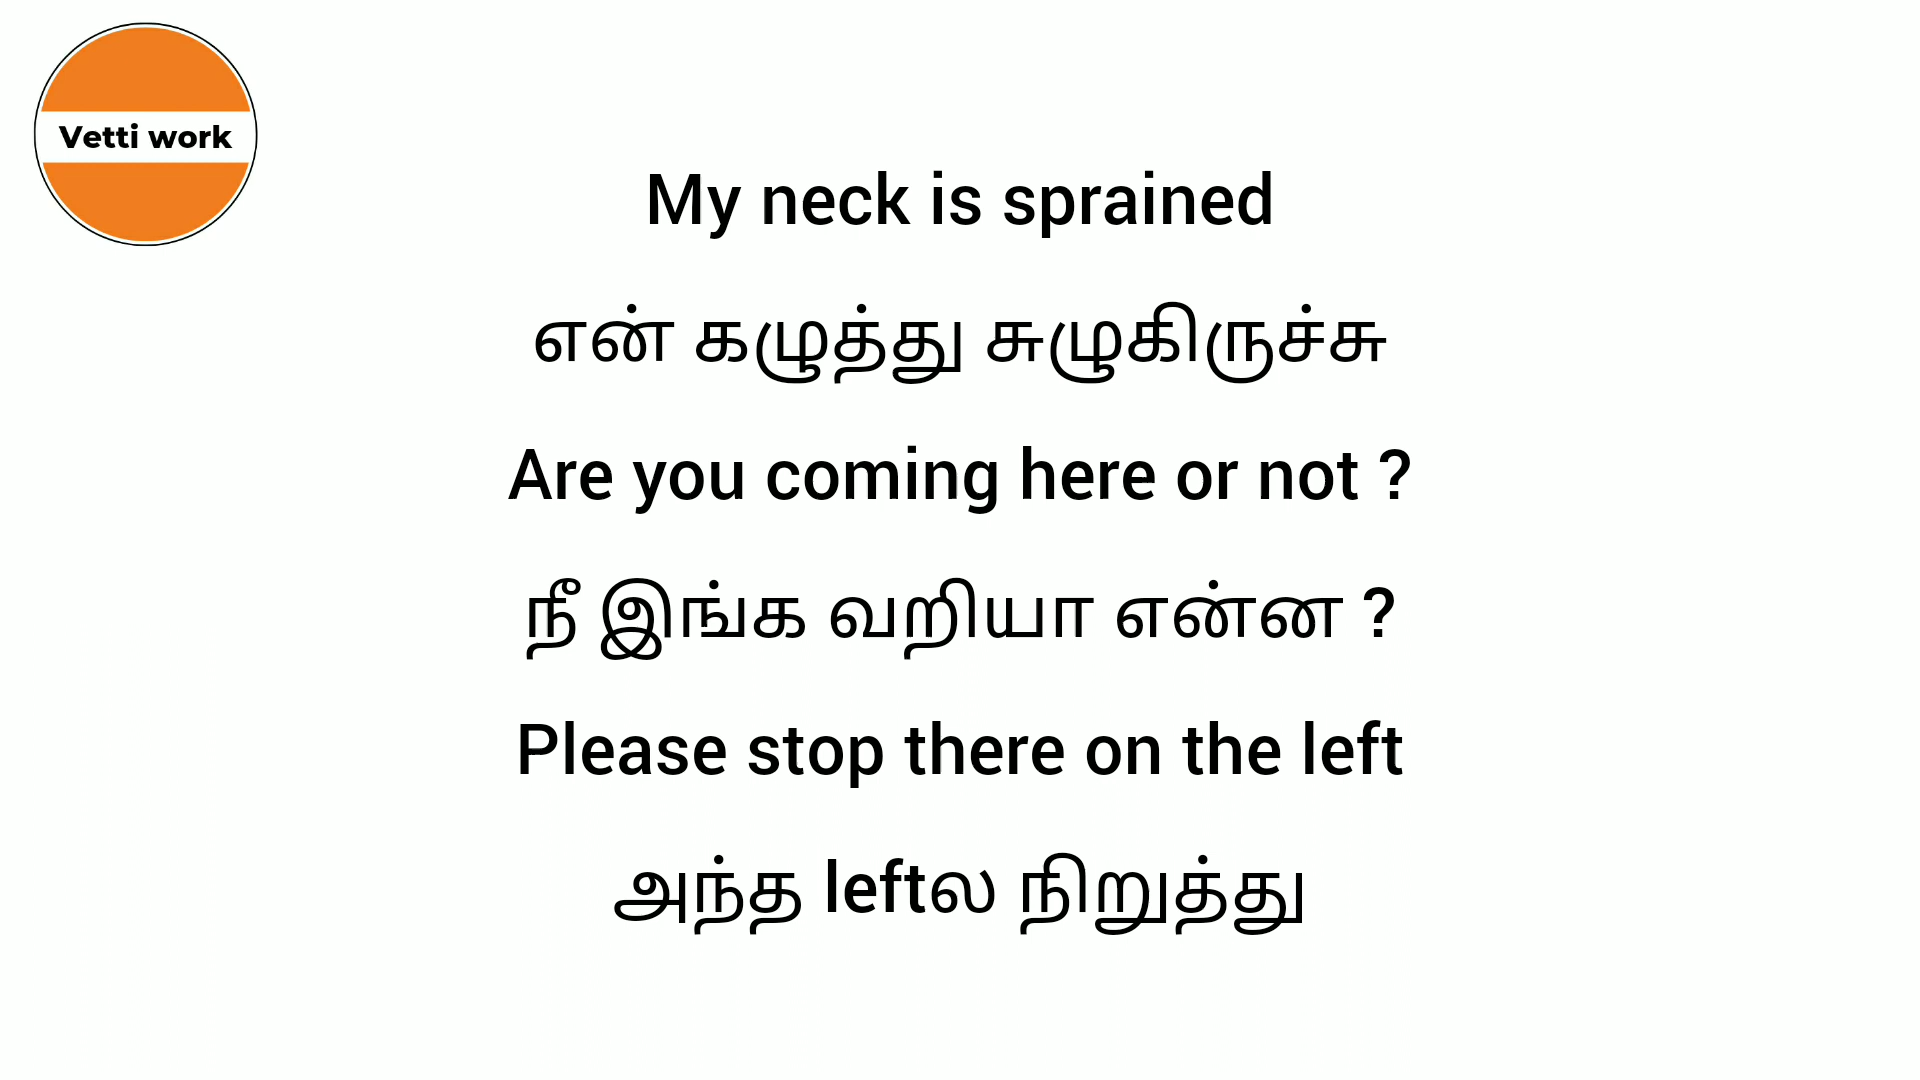 Vetti work
My neck is sprained
என் கழுத்து சுழுகிருச்சு
Are you coming here or not ?
நீ இங்க வறியா என்ன ?
Please stop there on the left
அந்த leftல நிறுத்து